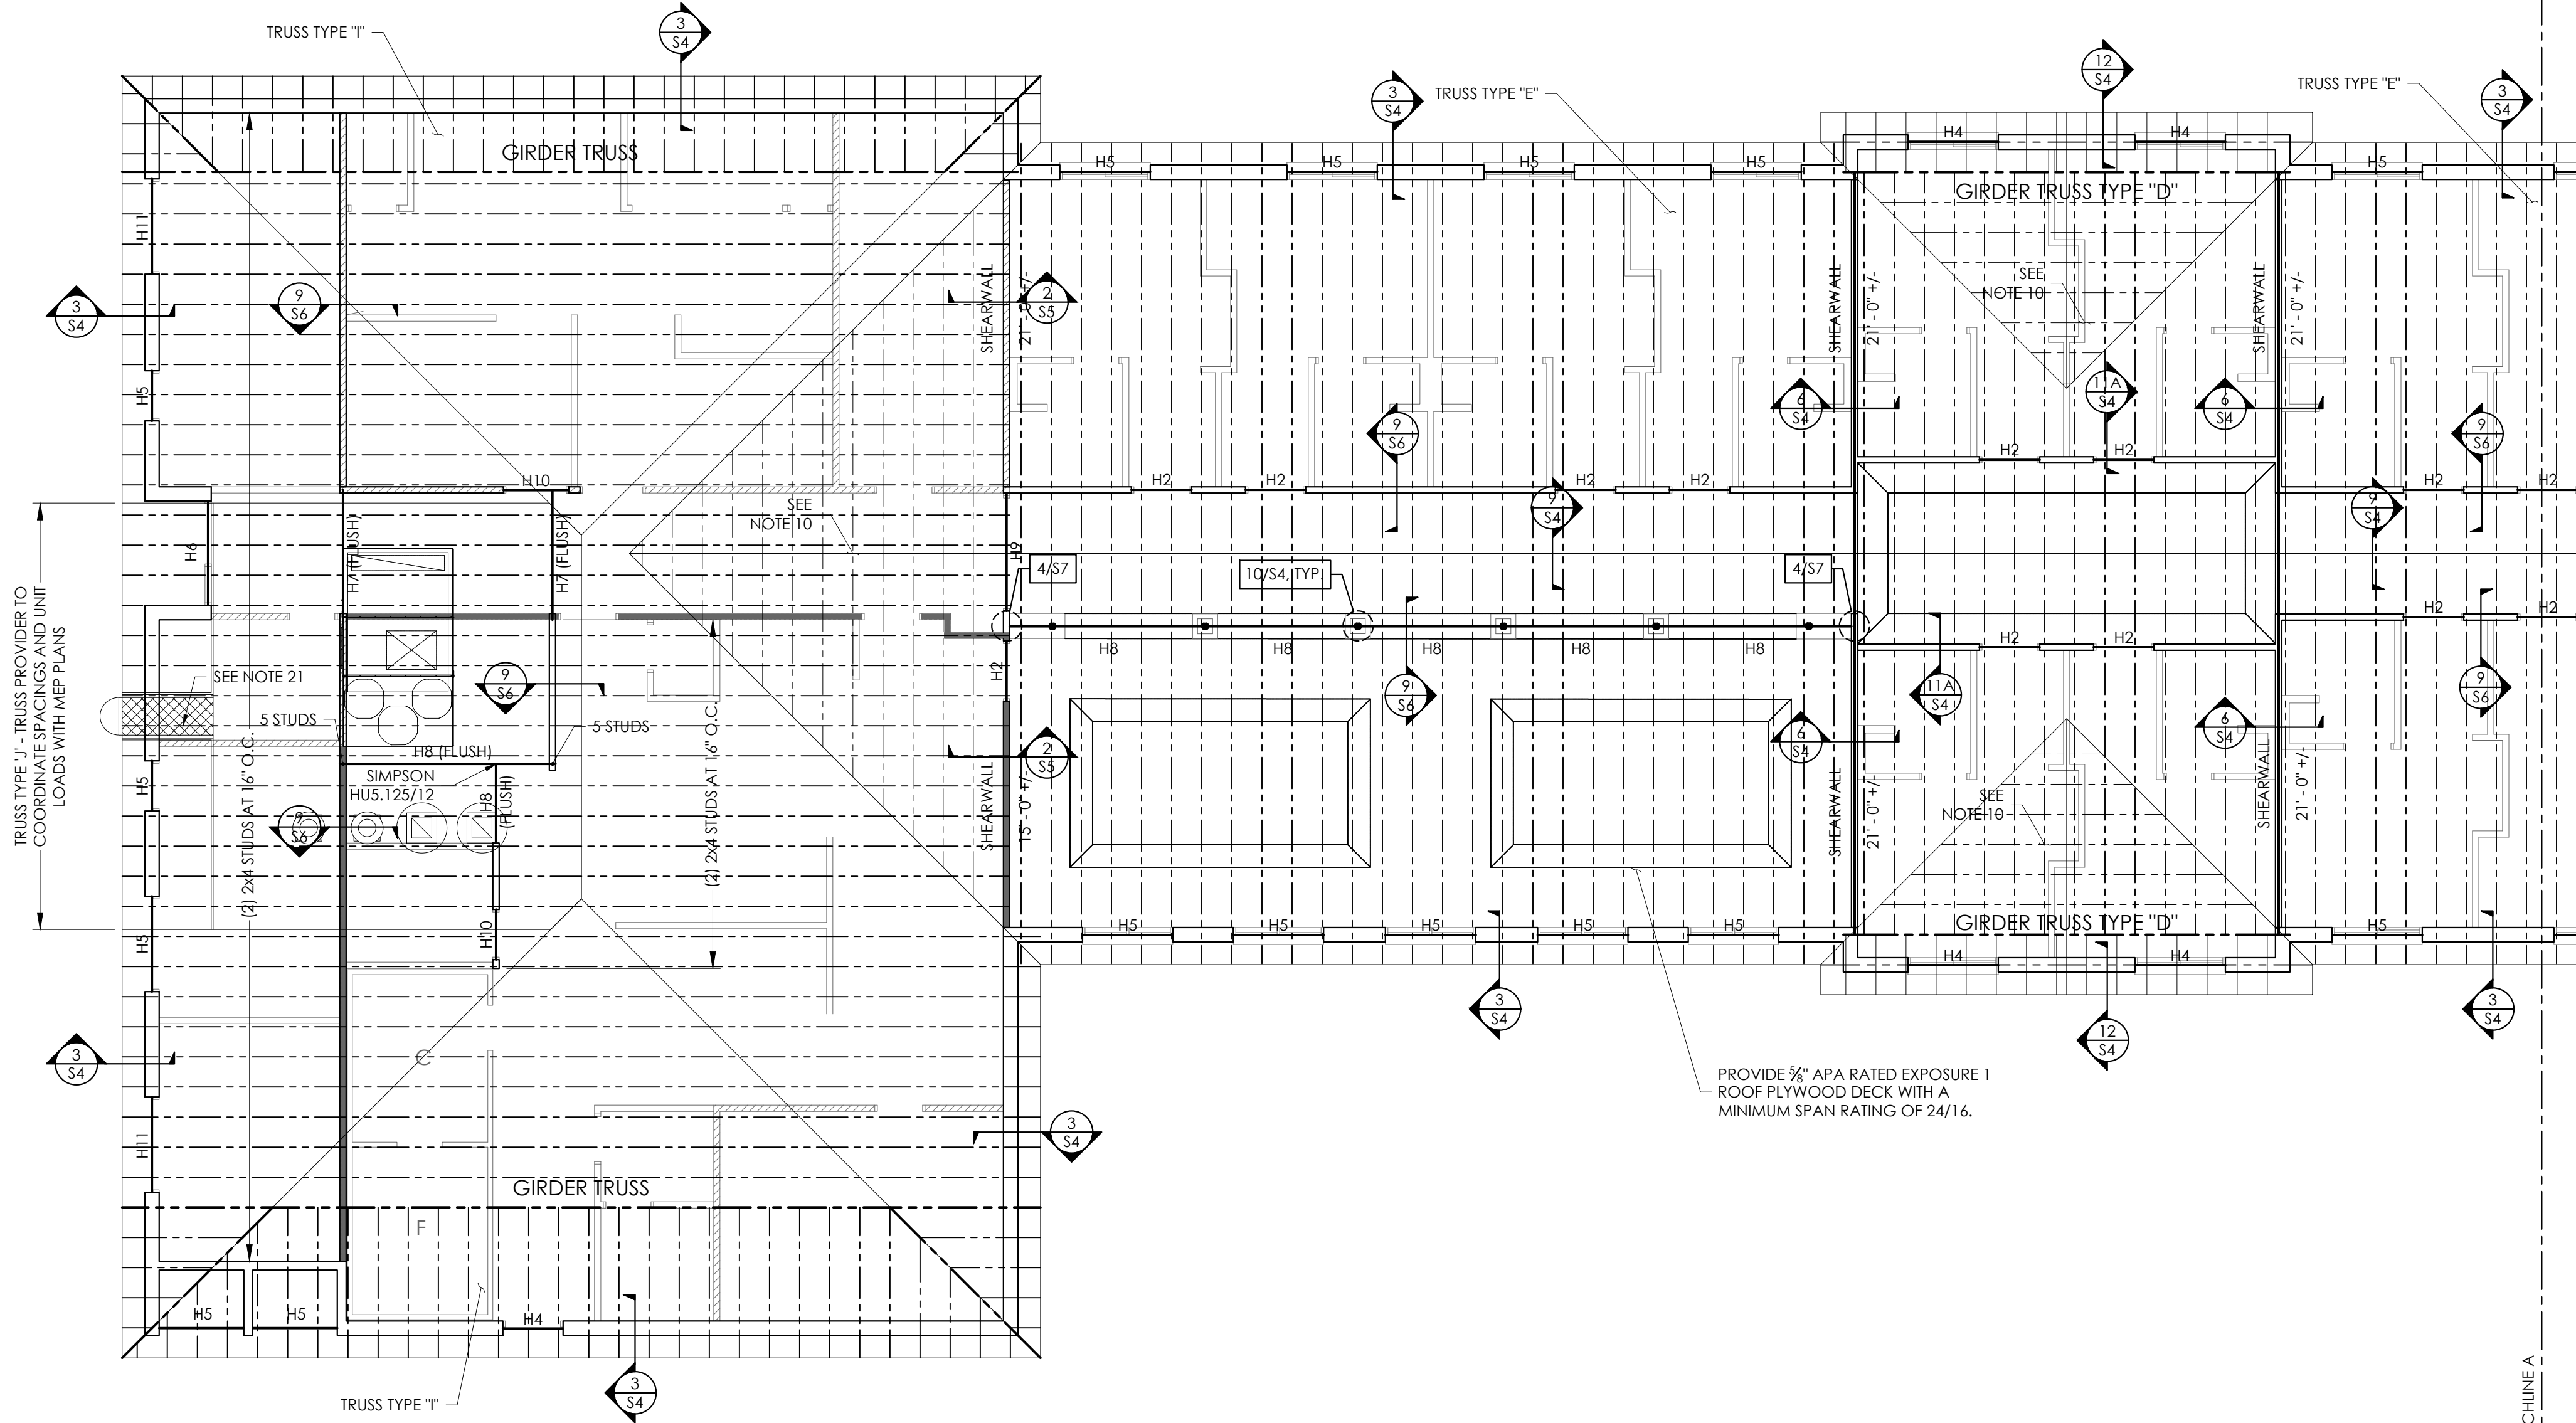 TRUSS TYPE "I"
3
S4
3
S4
TRUSS TYPE "E"
12
S4
TRUSS TYPE "E"
3
S4
GIRDER TRUSS
H5
H5
H5
H5
H4
H4
H5
GIRDER TRUSS TYPE "D"
H11
3
S4
9
S6
SHEARWALL
21' - 0" +/-
2
S5
SHEARWALL
21' - 0" +/-
SEE
NOTE 10
SHEARWALL
21' - 0" +/-
H5
6
S4
11A
S4
6
S4
9
S6
9
S6
H10
H2
H2
H2
H2
H2
H2
H2
H2
SEE
NOTE 10
9
S4
9
S4
H6
H7 (FLUSH)
H7 (FLUSH)
H9
4/S7
10/S4, TYP.
4/S7
TRUSS TYPE 'J' - TRUSS PROVIDER TO
COORDINATE SPACINGS AND UNIT
LOADS WITH MEP PLANS
H8
H8
H8
H8
H8
H2
H2
H2
H2
H2
SEE NOTE 21
9
S6
9
S6
11A
S4
9
S6
5 STUDS
5 STUDS
6
S4
6
S4
2
S5
H8 (FLUSH)
SIMPSON
HU5.125/12
H8
(FLUSH)
(2) 2x4 STUDS AT 16" O.C.
(2) 2x4 STUDS AT 16" O.C.
H5
9
S6
SHEARWALL
15' - 0" +/-
SHEARWALL
21' - 0" +/-
SEE
NOTE 10
SHEARWALL
21' - 0" +/-
H5
H10
H5
H5
H5
H5
H5
GIRDER TRUSS TYPE "D"
H5
H4
H4
3
S4
12
S4
3
S4
3
S4
C
PROVIDE 5/8" APA RATED EXPOSURE 1
ROOF PLYWOOD DECK WITH A
MINIMUM SPAN RATING OF 24/16.
3
S4
H11
GIRDER TRUSS
F
H5
H5
H4
3
S4
TRUSS TYPE "I"
CHLINE A